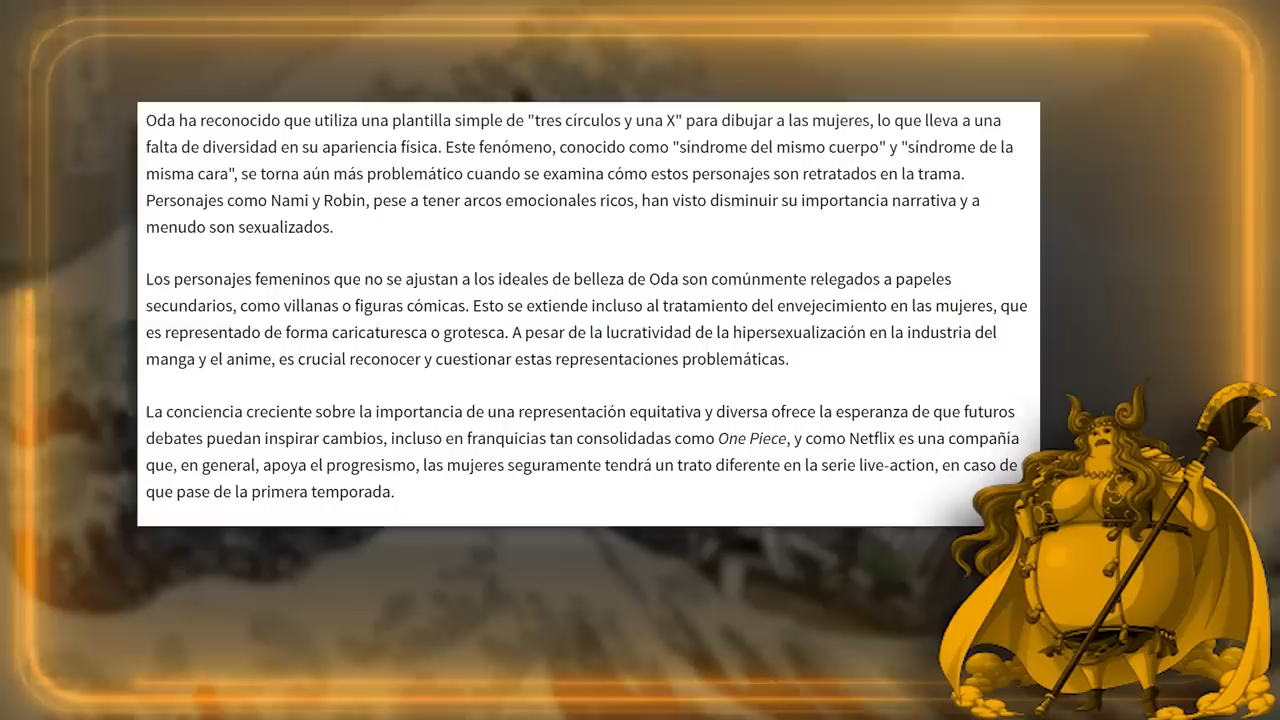 Oda ha reconocido que utiliza una plantilla simple de "tres círculos y una X" para dibujar a las mujeres, lo que lleva a una
falta de diversidad en su apariencia física. Este fenómeno, conocido como "síndrome del mismo cuerpo" y "síndrome de la
misma cara", se torna aún más problemático cuando se examina cómo estos personajes son retratados en la trama.
Personajes como Nami y Robin, pese a tener arcos emocionales ricos, han visto disminuir su importancia narrativa y a
menudo son sexualizados.
Los personajes femeninos que no se ajustan a los ideales de belleza de Oda son comúnmente relegados a papeles
secundarios, como villanas o figuras cómicas. Esto se extiende incluso al tratamiento del envejecimiento en las mujeres, que
es representado de forma caricaturesca o grotesca. A pesar de la lucratividad de la hipersexualización en la industria del
manga y el anime, es crucial reconocer y cuestionar estas representaciones problemáticas.
La conciencia creciente sobre la importancia de una representación equitativa y diversa ofrece la esperanza de que futuros
debates puedan inspirar cambios, incluso en franquicias tan consolidadas como One Piece, y como Netflix es una compañía
que, en general, apoya el progresismo, las mujeres seguramente tendrá un trato diferente en la serie live-action, en caso de
que pase de la primera temporada.